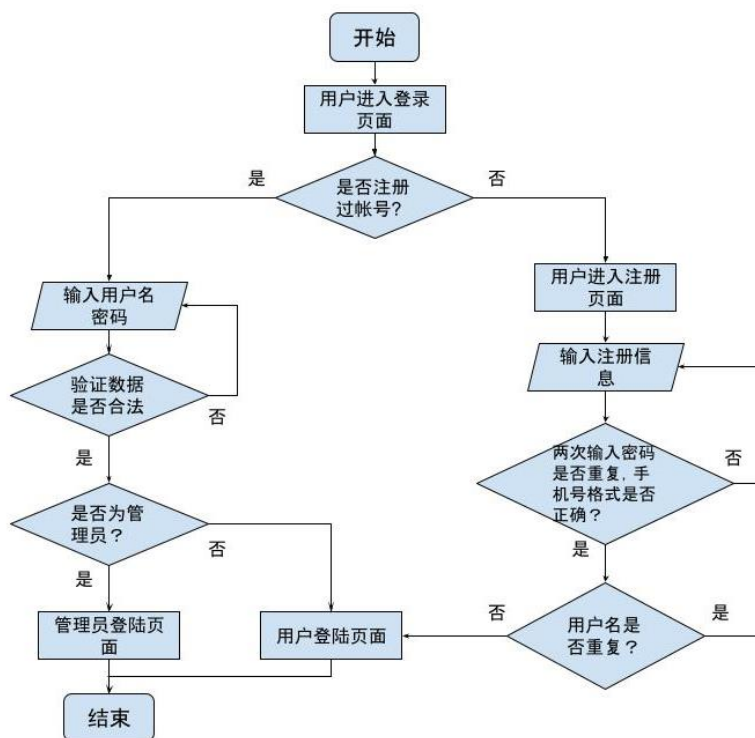 开始
用户进入登录
页面
是否注册
过帐号?
是
否
输入用户名
密码
用户进入注册
页面
验证数据
是否合法
否
是
输入注册信
息
两次输入密码
是否重复, 手
机号格式是否
正确？
否
是
是否为管
理员？
否
是
管理员登陆页
面
用户登陆页面
用户名是
否重复？
否
是
结束